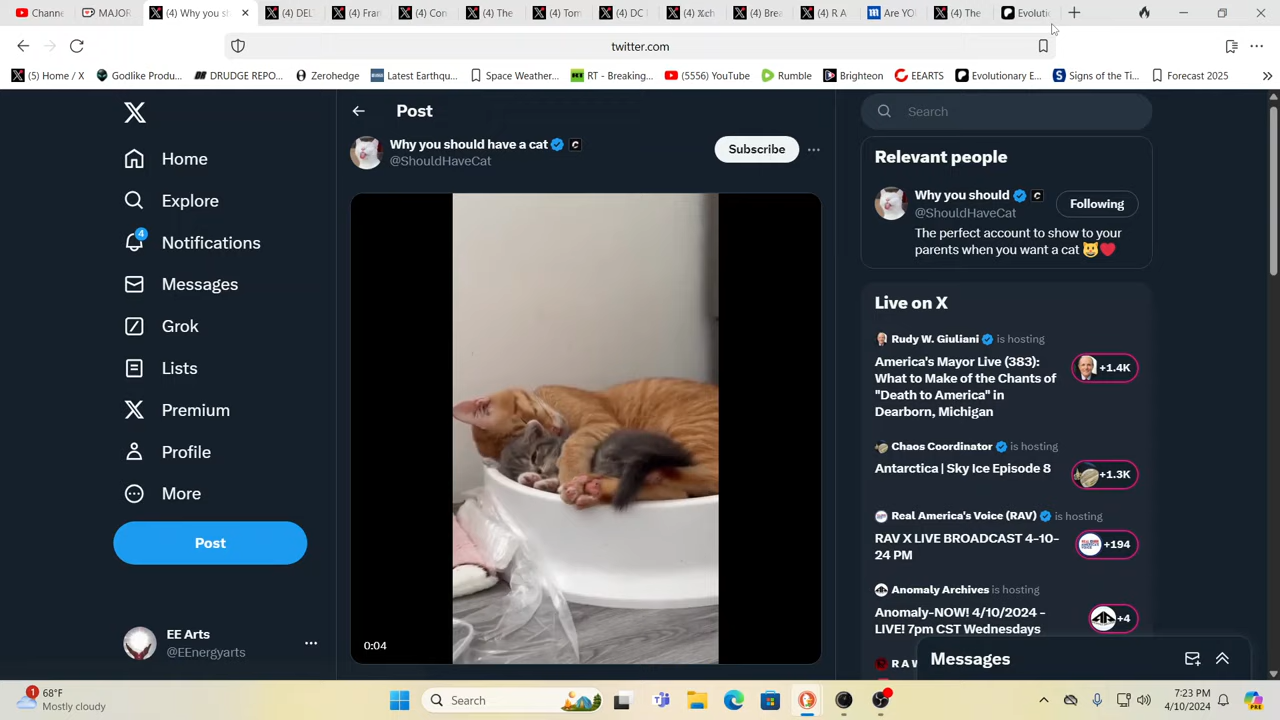 Chann
MAJOR
(4) Why you sh
(4) DEL
(4) Fran
(4) Cor
(4) The
(4) Tom
(4) DC
(4) Xch
(4) Brea
(4) R A
Are YO
(4) The
Evolutic
twitter.com
(5) Home / X
Godlike Produ...
DRUDGE REPO...
Zerohedge
Latest Earthqu...
Space Weather...
RT - Breaking...
(5556) YouTube
Rumble
Brighteon
EEARTS
Evolutionary E...
Signs of the Ti...
Forecast 2025
Post
Search
Why you should have a cat
@ShouldHaveCat
Subscribe
Home
Explore
4
Notifications
Messages
Grok
Lists
Premium
Profile
More
Post
EE Arts
@EEnergyarts
0:04
Relevant people
Why you should
@ShouldHaveCat
Following
The perfect account to show to your
parents when you want a cat
Live on X
Rudy W. Giuliani is hosting
America's Mayor Live (383):
What to Make of the Chants of
"Death to America" in
Dearborn, Michigan
+1.4K
Chaos Coordinator is hosting
Antarctica | Sky Ice Episode 8
+1.3K
Real America's Voice (RAV) is hosting
RAV X LIVE BROADCAST 4-10-
24 PM
+194
Anomaly Archives is hosting
Anomaly-NOW! 4/10/2024 -
LIVE! 7pm CST Wednesdays
+4
R A W
Messages
1
68°F
Mostly cloudy
Search
7:23 PM
4/10/2024